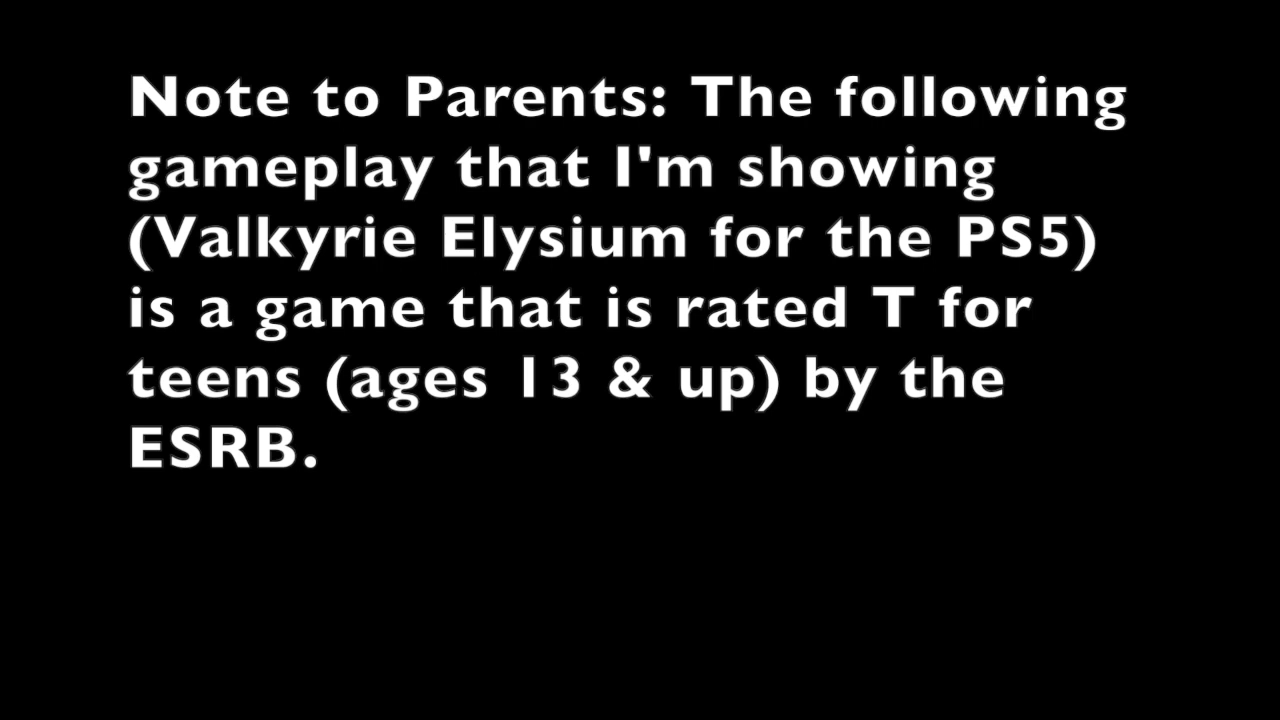 Note to Parents: The following
gameplay that I'm showing
(Valkyrie Elysium for the PS5)
is a game that is rated T for
teens (ages 13 & up) by the
ESRB.